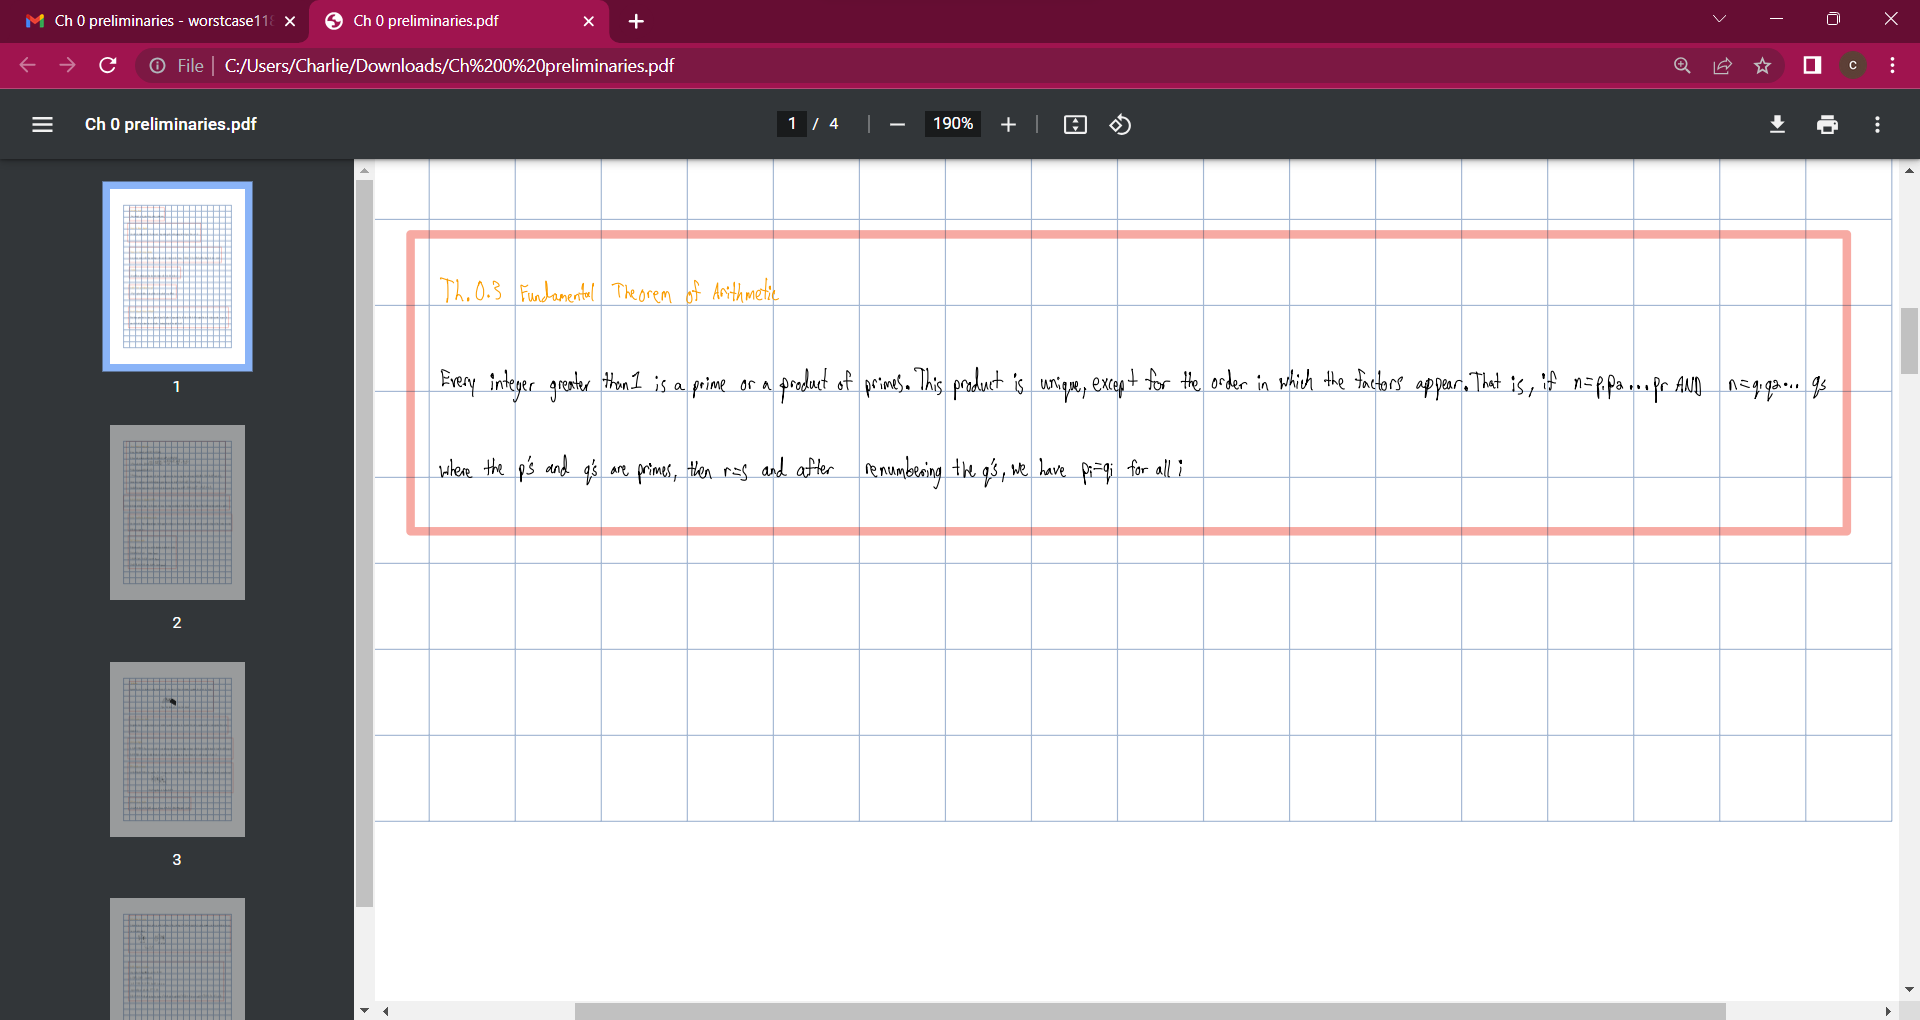 Ch 0 preliminaries - worstcase118
Ch 0 preliminaries.pdf
File
C:/Users/Charlie/Downloads/Ch%200%20preliminaries.pdf
C
Ch 0 preliminaries.pdf
1 / 4
190%
Th. 0.3 Fundamental Theorem of Arithmetic
Every integer greater than 1 is a prime or a product of primes. This product is unique, except for the order in which the factors appear. That is, if n=p1p2...pr AND n=q1q2... qs
where the p's and q's are primes, then r=s and after renumbering the q's, we have pi=qi for all i
1
2
3